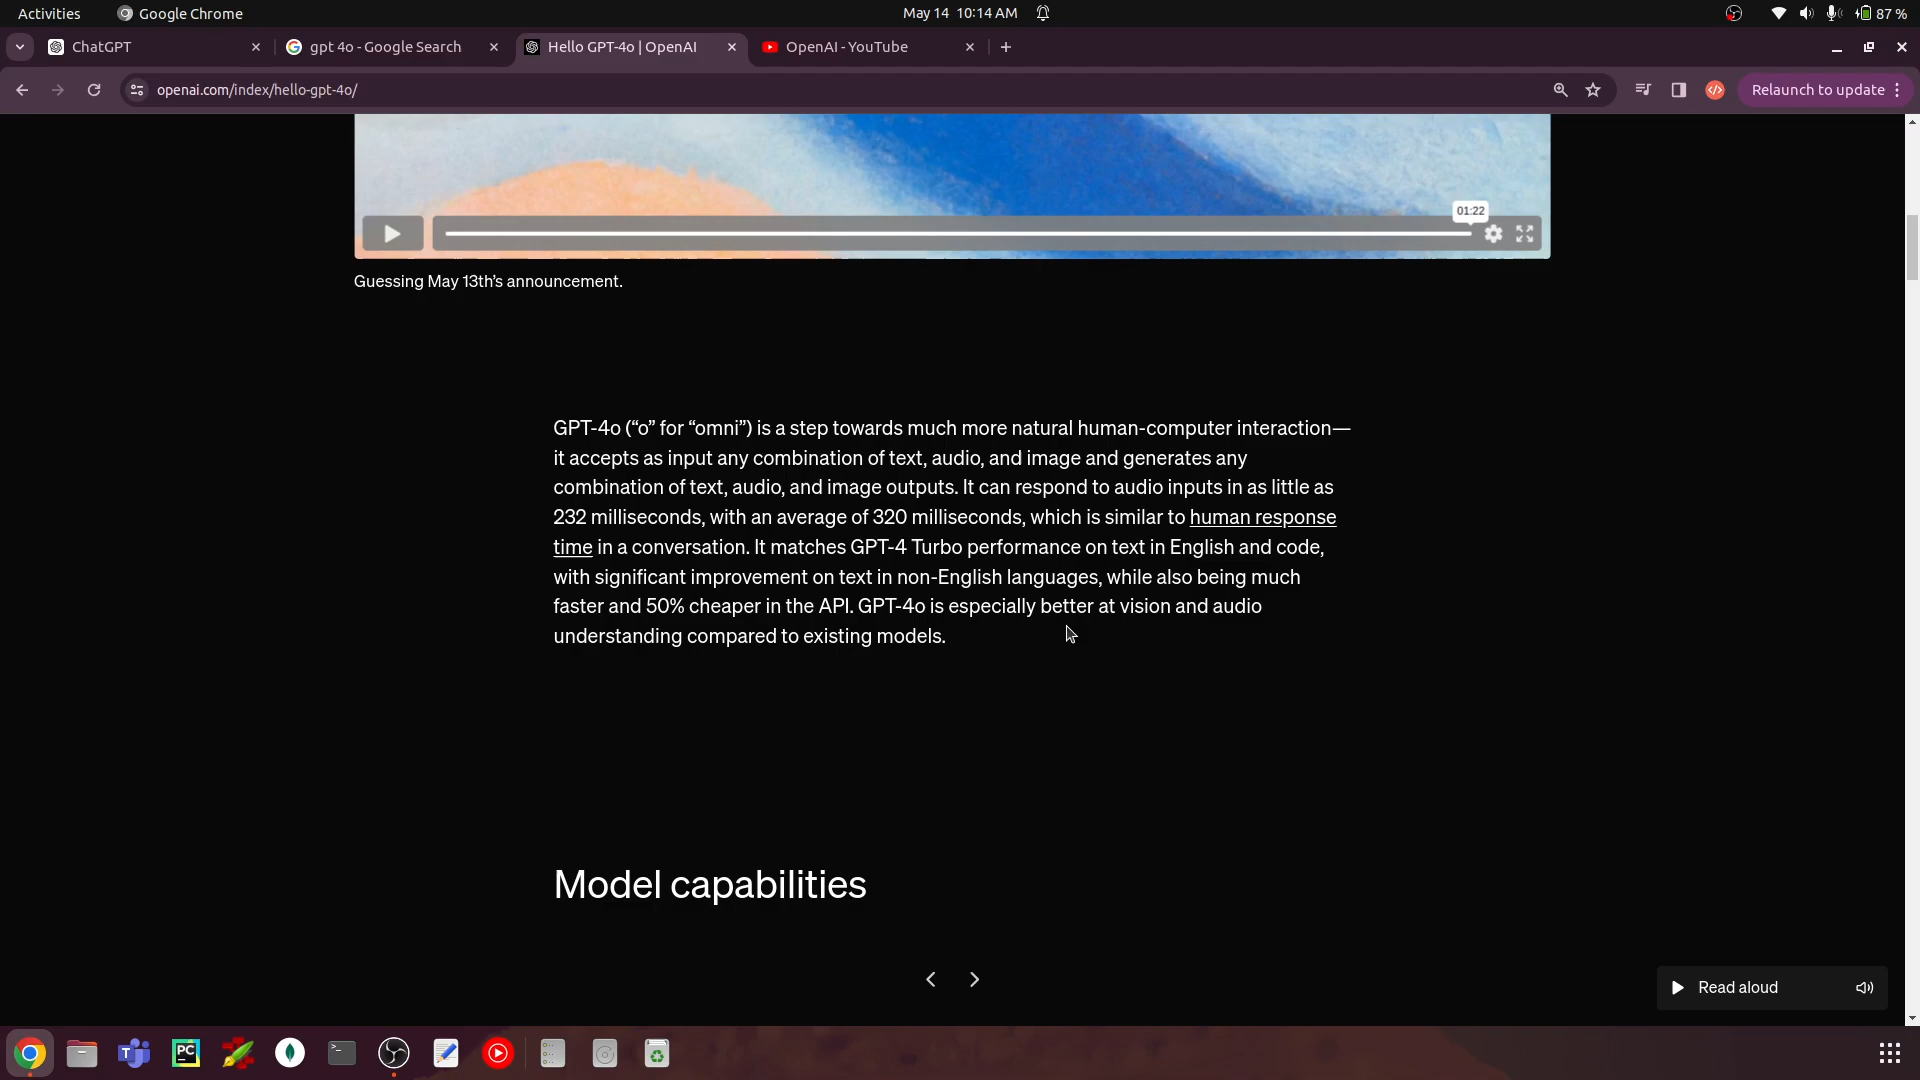 Activities
Google Chrome
May 14 10:14 AM
87 %
ChatGPT
gpt 4o - Google Search
Hello GPT-4o | OpenAI
OpenAI - YouTube
openai.com/index/hello-gpt-4o/
Relaunch to update
01:22
Guessing May 13th’s announcement.
GPT-4o (“o” for “omni”) is a step towards much more natural human-computer interaction—
it accepts as input any combination of text, audio, and image and generates any
combination of text, audio, and image outputs. It can respond to audio inputs in as little as
232 milliseconds, with an average of 320 milliseconds, which is similar to human response
time in a conversation. It matches GPT-4 Turbo performance on text in English and code,
with significant improvement on text in non-English languages, while also being much
faster and 50% cheaper in the API. GPT-4o is especially better at vision and audio
understanding compared to existing models.
Model capabilities
Read aloud
PC